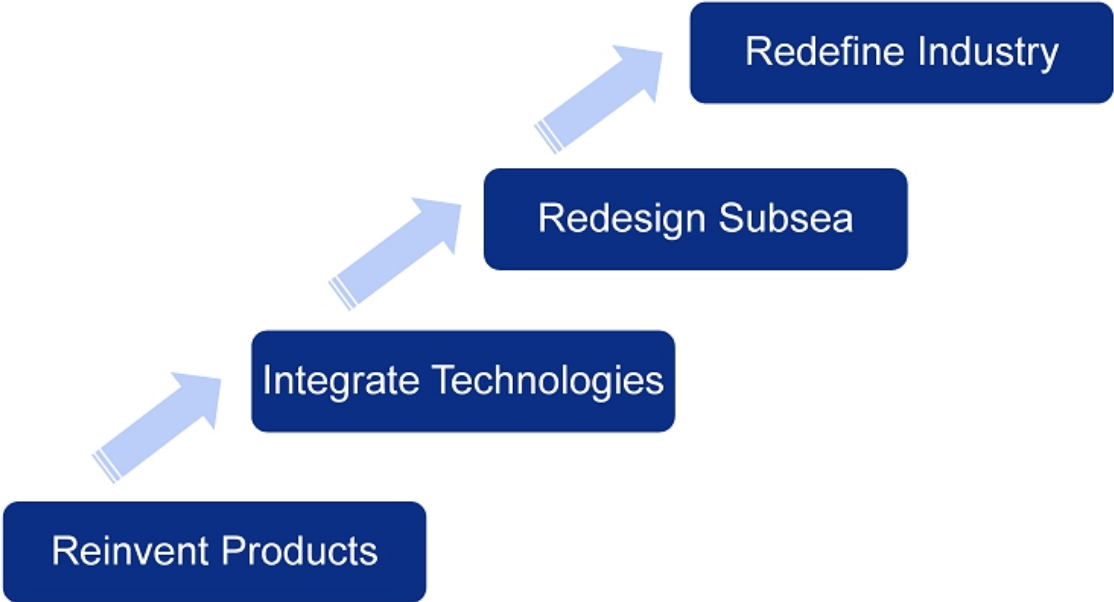 Redefine Industry
Redesign Subsea
Integrate Technologies
Reinvent Products